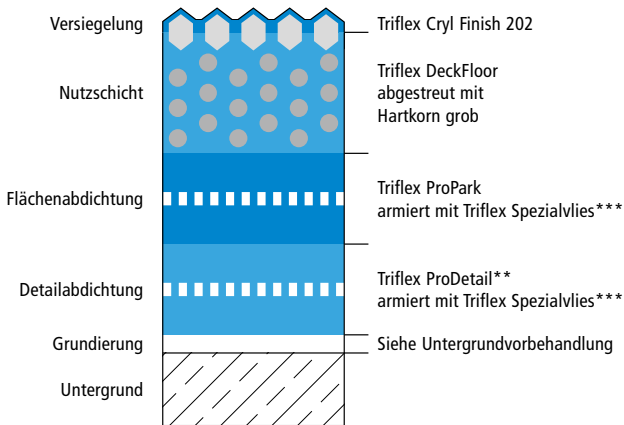 Versiegelung
Triflex Cryl Finish 202
Nutzschicht
Triflex DeckFloor
abgestreut mit
Hartkorn grob
Flächenabdichtung
Triflex ProPark
armiert mit Triflex Spezialvlies***
Detailabdichtung
Triflex ProDetail**
armiert mit Triflex Spezialvlies***
Grundierung
Siehe Untergrundvorbehandlung
Untergrund